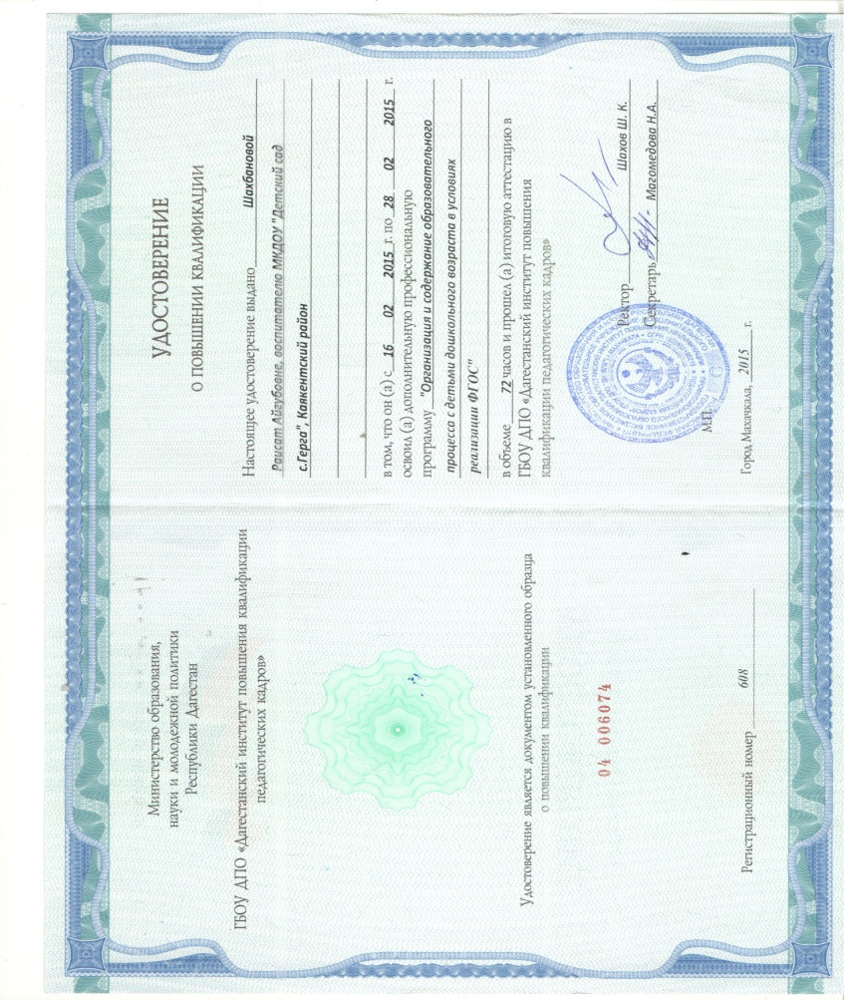 Министерство образования,
науки и молодежной политики
Республики Дагестан
ГБОУ ДПО «Дагестанский институт повышения квалификации
педагогических кадров»
Удостоверение является документом установленного образца
о повышении квалификации
04 006074
Регистрационный номер 608
УДОСТОВЕРЕНИЕ
О ПОВЫШЕНИИ КВАЛИФИКАЦИИ
Настоящее удостоверение выдано Шахбановой
Раисат Айгубовне, воспитателю МКДОУ "Детский сад
с.Герга", Каякентский район
в том, что он (а) с 16 02 2015 г. по 28 02 2015 г.
освоил (а) дополнительную профессиональную
программу "Организация и содержание образовательного
процесса с детьми дошкольного возраста в условиях
реализации ФГОС"
в объеме 72 часов и прошел (а) итоговую аттестацию в
ГБОУ ДПО «Дагестанский институт повышения
квалификации педагогических кадров»
Ректор Шахов Ш. К.
Секретарь Магомедова Н.А.
М.П.
Город Махачкала, 2015 г.